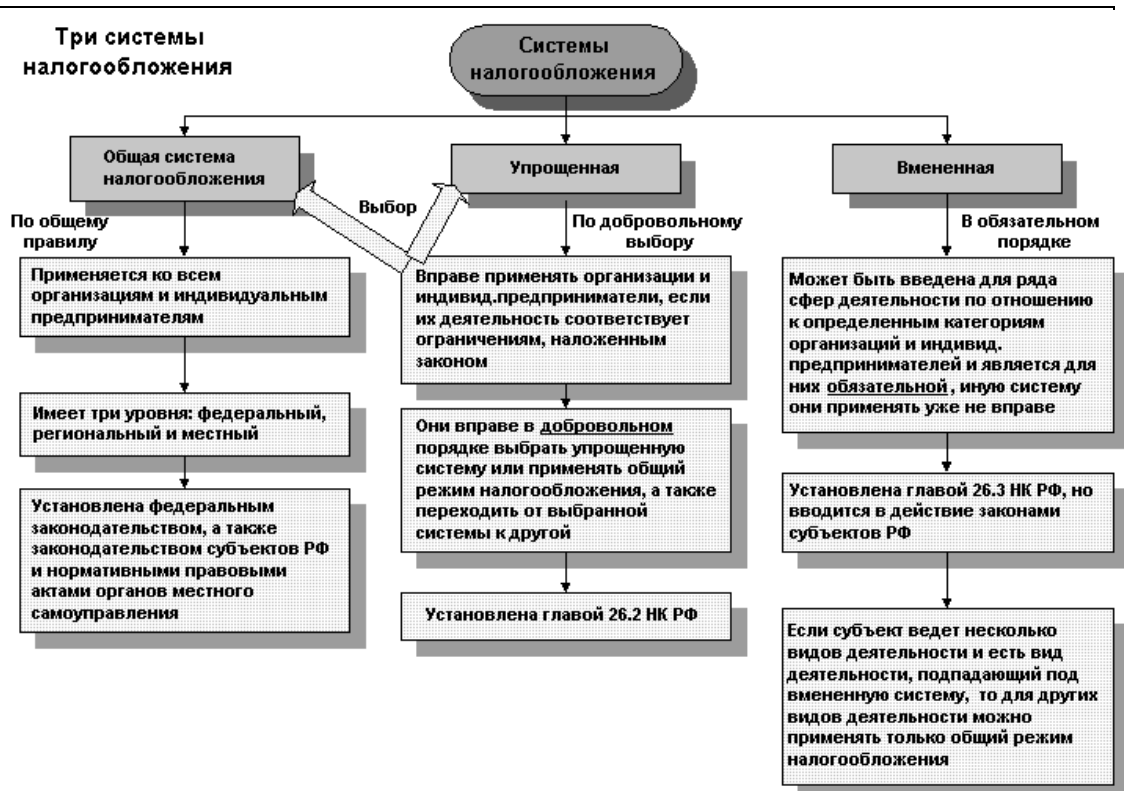 Три системы
налогообложения
Системы
налогообложения
Общая система
налогообложения
Упрощенная
Вмененная
Выбор
По общему
правилу
По добровольному
выбору
В обязательном
порядке
Применяется ко всем
организациям и индивидуальным
предпринимателям
Имеет три уровня: федеральный,
региональный и местный
Установлена федеральным
законодательством, а также
законодательством субъектов РФ
и нормативными правовыми
актами органов местного
самоуправления
Вправе применять организации и
индивид.предприниматели, если
их деятельность соответствует
ограничениям, наложенным
законом
Они вправе в добровольном
порядке выбрать упрощенную
систему или применять общий
режим налогообложения, а также
переходить от выбранной
системы к другой
Установлена главой 26.2 НК РФ
Может быть введена для ряда
сфер деятельности по отношению
к определенным категориям
организаций и индивид.
предпринимателей и является для
них обязательной, иную систему
они применять уже не вправе
Установлена главой 26.3 НК РФ, но
вводится в действие законами
субъектов РФ
Если субъект ведет несколько
видов деятельности и есть вид
деятельности, подпадающий под
вмененную систему, то для других
видов деятельности можно
применять только общий режим
налогообложения